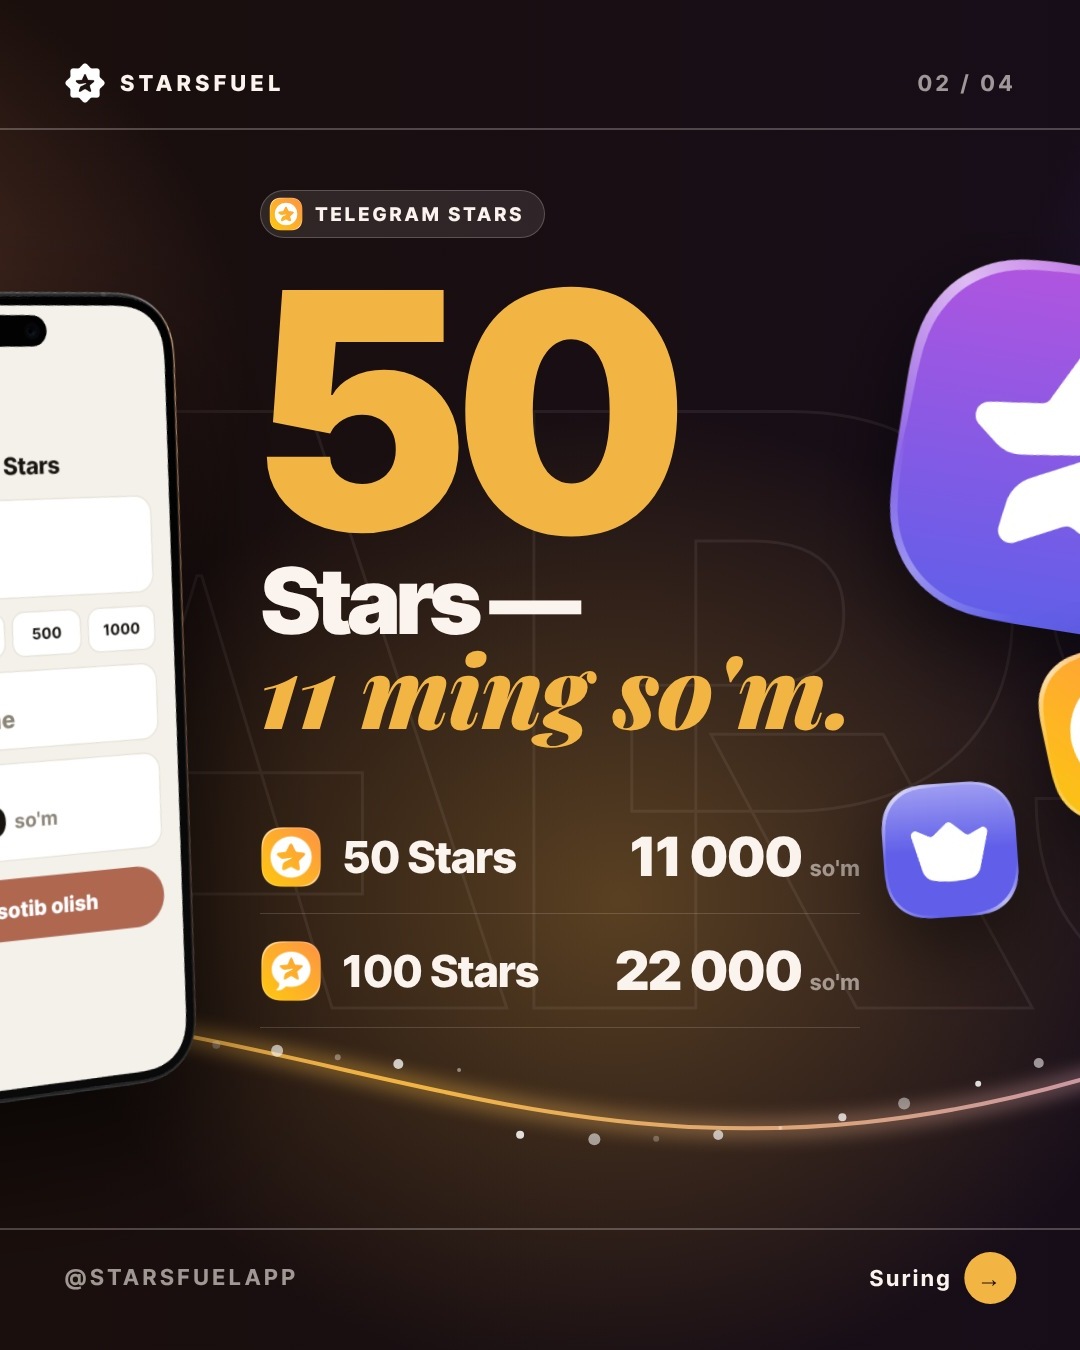 STARSFUEL
02 / 04
TELEGRAM STARS
50
Stars—
11 ming so'm.
Stars
500 1000
so'm
sotib olish
50 Stars 11 000 so'm
100 Stars 22 000 so'm
@STARSFUELAPP
Suring →